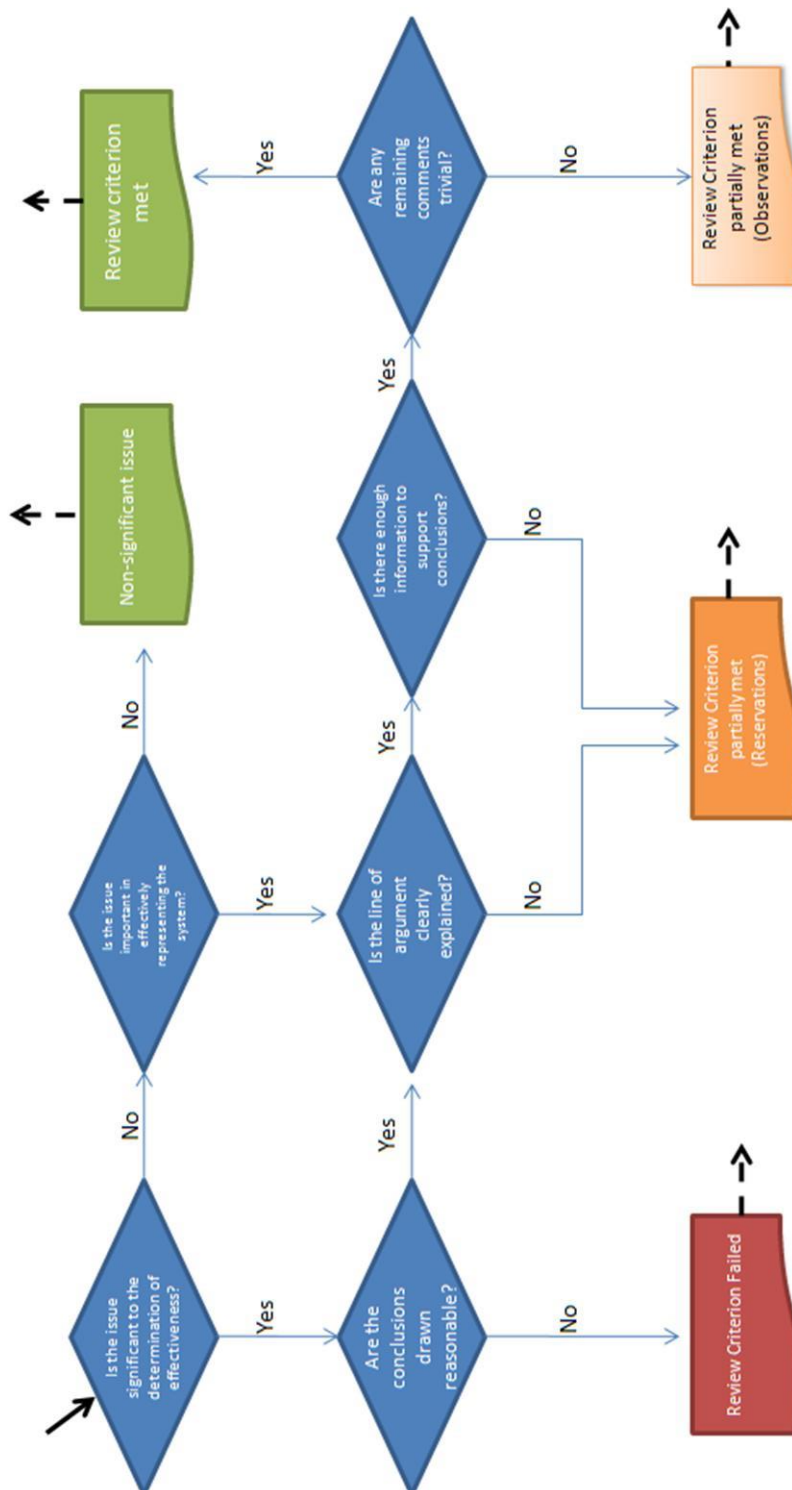 Is the issue
significant to the
determination of
effectiveness?
No
Is the issue
important in
effectively
representing the
system?
No
Non-significant issue
Review criterion
met
Yes
Yes
Yes
Are the
conclusions
drawn
reasonable?
Yes
Is the line of
argument
clearly
explained?
Yes
Is there enough
information to
support
conclusions?
Yes
Are any
remaining
comments
trivial?
No
No
No
No
Review Criterion Failed
Review Criterion
partially met
(Reservations)
Review Criterion
partially met
(Observations)